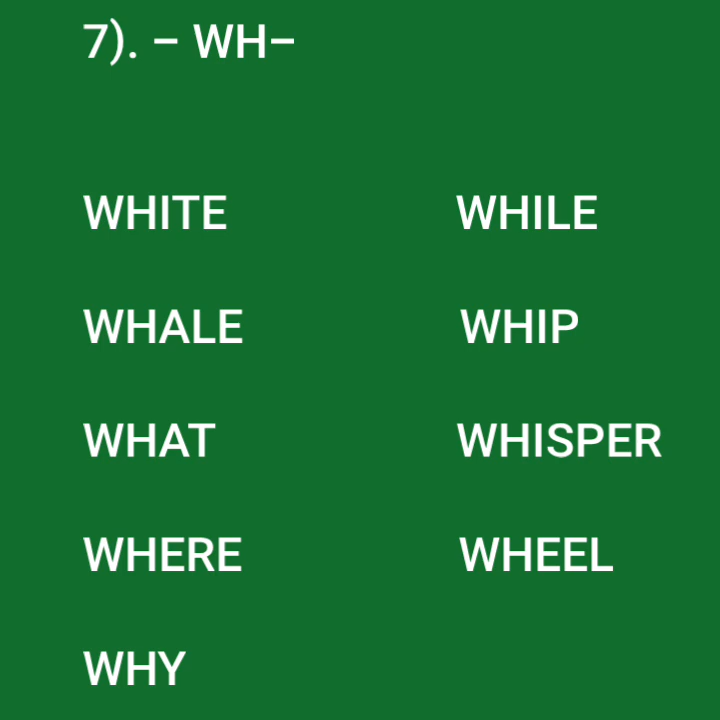 7). – WH–
WHITE WHILE
WHALE WHIP
WHAT WHISPER
WHERE WHEEL
WHY